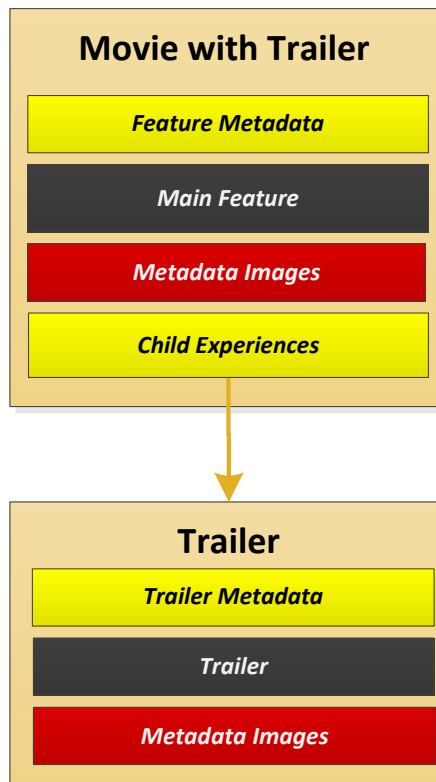 Movie with Trailer
Feature Metadata
Main Feature
Metadata Images
Child Experiences
Trailer
Trailer Metadata
Trailer
Metadata Images